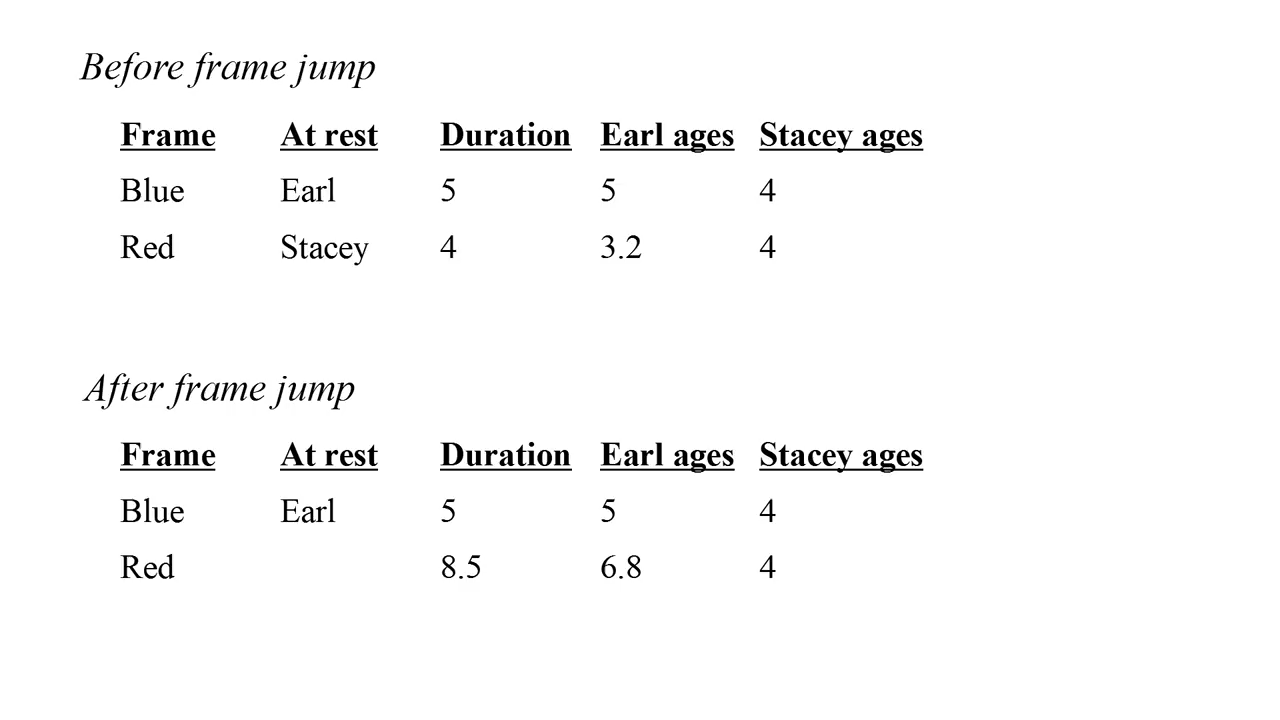 Before frame jump
Frame At rest Duration Earl ages Stacey ages
Blue Earl 5 5 4
Red Stacey 4 3.2 4
After frame jump
Frame At rest Duration Earl ages Stacey ages
Blue Earl 5 5 4
Red 8.5 6.8 4